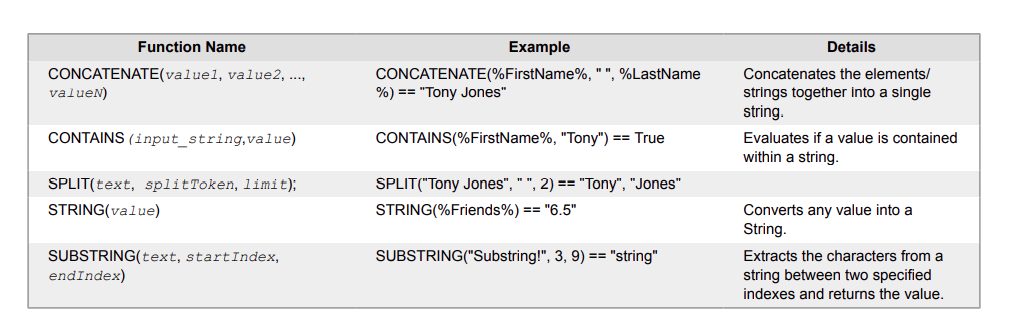 Function Name Example Details
CONCATENATE(value1, value2, ..., valueN) CONCATENATE(%FirstName%, " ", %LastName%) == "Tony Jones" Concatenates the elements/strings together into a single string.
CONTAINS (input_string,value) CONTAINS(%FirstName%, "Tony") == True Evaluates if a value is contained within a string.
SPLIT(text, splitToken, limit); SPLIT("Tony Jones", " ", 2) == "Tony", "Jones"
STRING(value) STRING(%Friends%) == "6.5" Converts any value into a String.
SUBSTRING(text, startIndex, endIndex) SUBSTRING("Substring!", 3, 9) == "string" Extracts the characters from a string between two specified indexes and returns the value.